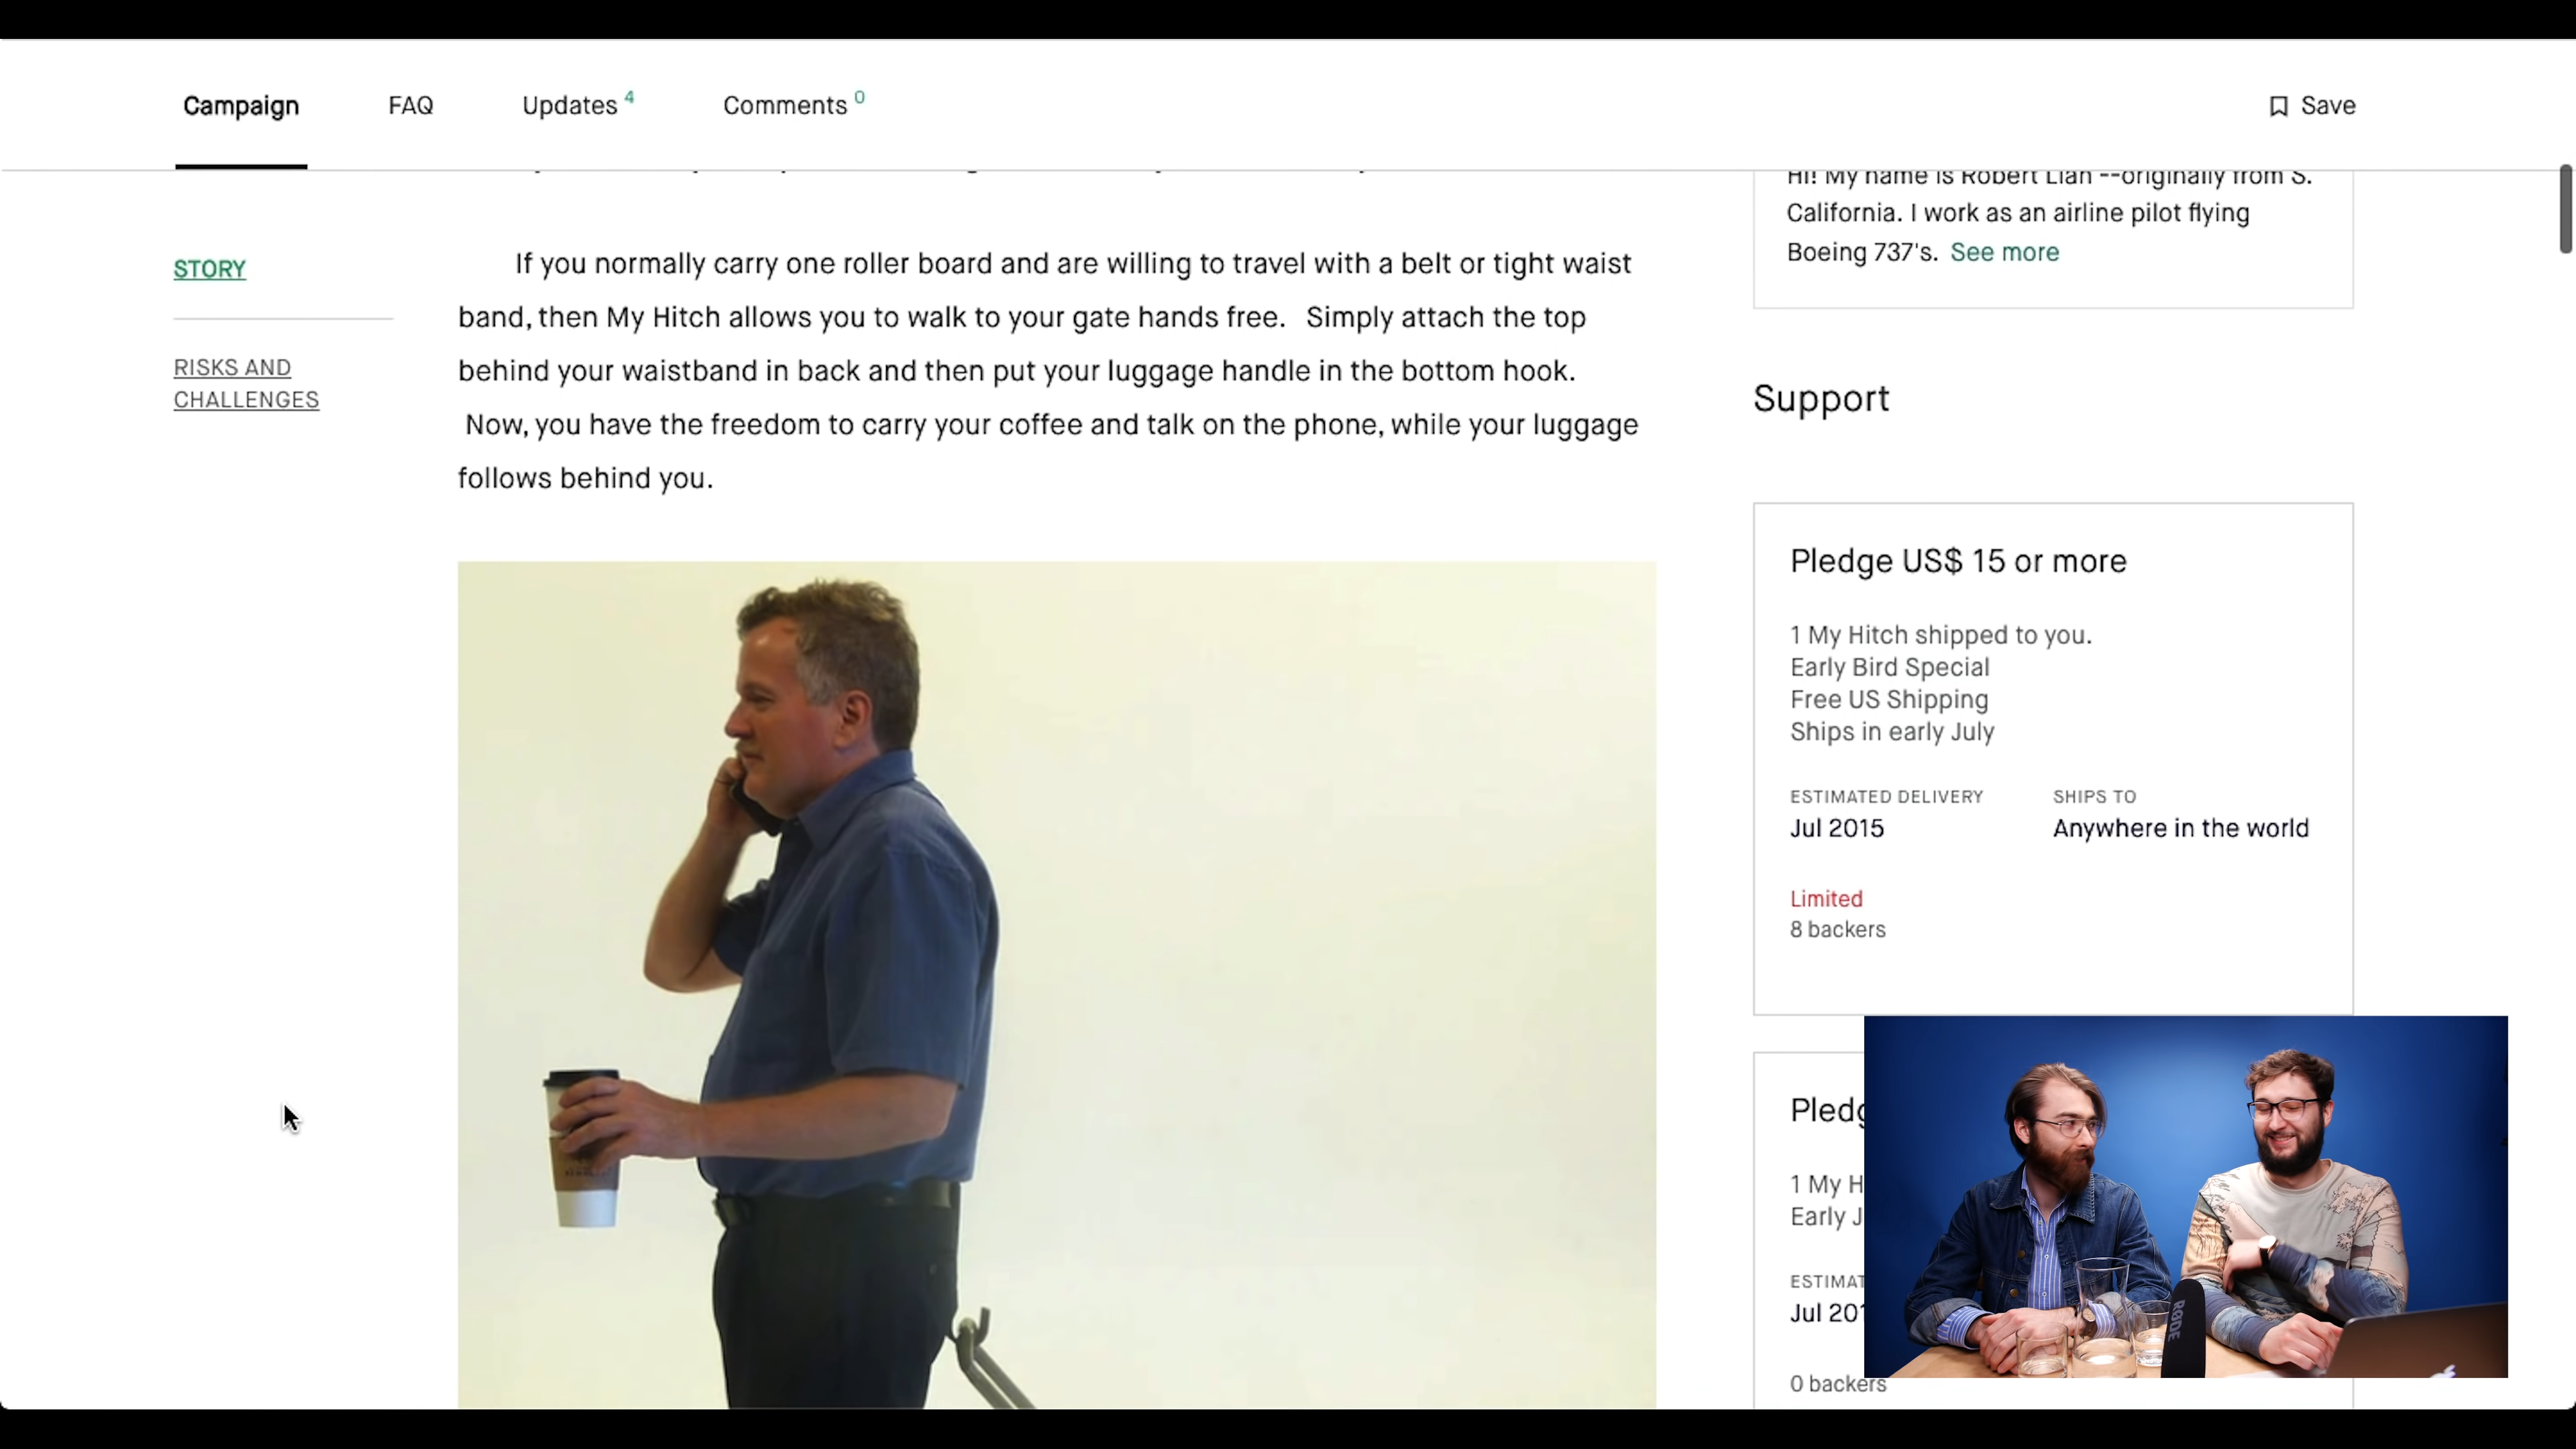 Campaign
FAQ
Updates 4
Comments 0
Save
Hi! My name is Robert Lian --originally from S.
California. I work as an airline pilot flying
Boeing 737's. See more
STORY
RISKS AND
CHALLENGES
If you normally carry one roller board and are willing to travel with a belt or tight waist
band, then My Hitch allows you to walk to your gate hands free. Simply attach the top
behind your waistband in back and then put your luggage handle in the bottom hook.
Now, you have the freedom to carry your coffee and talk on the phone, while your luggage
follows behind you.
Support
Pledge US$ 15 or more
1 My Hitch shipped to you.
Early Bird Special
Free US Shipping
Ships in early July
ESTIMATED DELIVERY
Jul 2015
SHIPS TO
Anywhere in the world
Limited
8 backers
1 My H
Early J
ESTIMAT
Jul 201
0 backers
RØDE